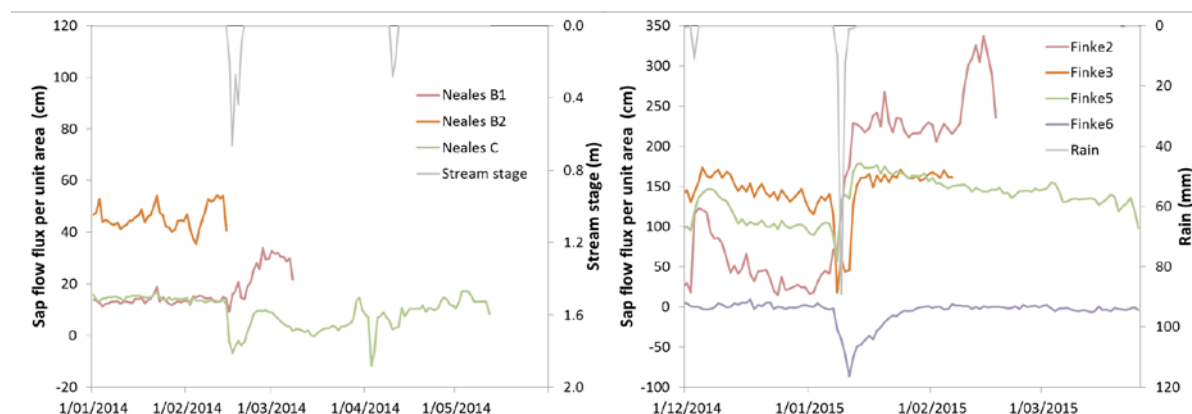 120
100
80
60
40
20
0
-20
Sap flow flux per unit area (cm)
1/01/2014 1/02/2014 1/03/2014 1/04/2014 1/05/2014
0.0
0.4
0.8
1.2
1.6
2.0
Stream stage (m)
Neales B1
Neales B2
Neales C
Stream stage
350
300
250
200
150
100
50
0
-50
-100
Sap flow flux per unit area (cm)
1/12/2014 1/01/2015 1/02/2015 1/03/2015
0
20
40
60
80
100
120
Rain (mm)
Finke2
Finke3
Finke5
Finke6
Rain